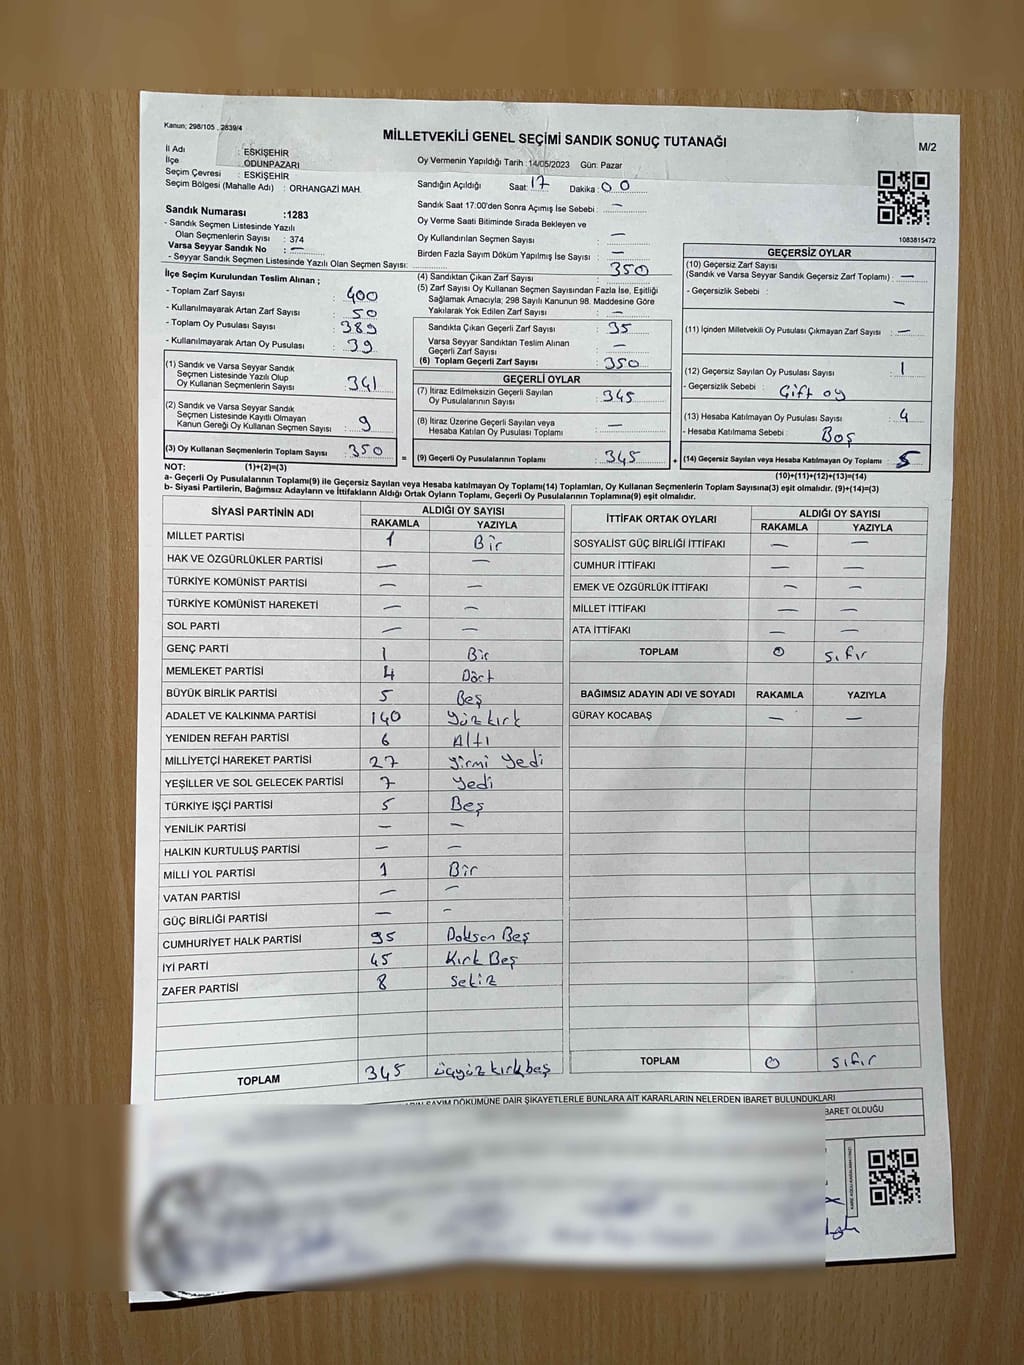 Kanun; 298/105 , 2839/4
MİLLETVEKİLİ GENEL SEÇİMİ SANDIK SONUÇ TUTANAĞI
M/2
İl Adı : ESKİŞEHİR
İlçe : ODUNPAZARI
Seçim Çevresi : ESKİŞEHİR
Seçim Bölgesi (Mahalle Adı) : ORHANGAZİ MAH.
Oy Vermenin Yapıldığı Tarih : 14/05/2023 Gün: Pazar
Sandığın Açıldığı Saat: 17 Dakika : 00
Sandık Saat 17:00'den Sonra Açımış İse Sebebi : —
Oy Verme Saati Bitiminde Sırada Bekleyen ve
Oy Kullandırılan Seçmen Sayısı : —
Birden Fazla Sayım Döküm Yapılmış İse Sayısı : —
1083815472
Sandık Numarası :1283
- Sandık Seçmen Listesinde Yazılı
Olan Seçmenlerin Sayısı : 374
Varsa Seyyar Sandık No : —
- Seyyar Sandık Seçmen Listesinde Yazılı Olan Seçmen Sayısı:
İlçe Seçim Kurulundan Teslim Alınan ;
- Toplam Zarf Sayısı : 400
- Kullanılmayarak Artan Zarf Sayısı : 50
- Toplam Oy Pusulası Sayısı : 389
- Kullanılmayarak Artan Oy Pusulası : 39
(1) Sandık ve Varsa Seyyar Sandık
Seçmen Listesinde Yazılı Olup
Oy Kullanan Seçmenlerin Sayısı : 341
(2) Sandık ve Varsa Seyyar Sandık
Seçmen Listesinde Kayıtlı Olmayan
Kanun Gereği Oy Kullanan Seçmen Sayısı : 9
(3) Oy Kullanan Seçmenlerin Toplam Sayısı : 350
(4) Sandıktan Çıkan Zarf Sayısı : 350
(5) Zarf Sayısı Oy Kullanan Seçmen Sayısından Fazla İse, Eşitliği
Sağlamak Amacıyla; 298 Sayılı Kanunun 98. Maddesine Göre
Yakılarak Yok Edilen Zarf Sayısı : —
Sandıkta Çıkan Geçerli Zarf Sayısı : 35
Varsa Seyyar Sandıktan Teslim Alınan
Geçerli Zarf Sayısı : —
(6) Toplam Geçerli Zarf Sayısı : 350
GEÇERLİ OYLAR
(7) İtiraz Edilmeksizin Geçerli Sayılan
Oy Pusulalarının Sayısı : 345
(8) İtiraz Üzerine Geçerli Sayılan veya
Hesaba Katılan Oy Pusulası Toplamı : —
= (9) Geçerli Oy Pusulalarının Toplamı : 345
GEÇERSİZ OYLAR
(10) Geçersiz Zarf Sayısı
(Sandık ve Varsa Seyyar Sandık Geçersiz Zarf Toplamı) : —
- Geçersizlik Sebebi : —
(11) İçinden Milletvekili Oy Pusulası Çıkmayan Zarf Sayısı : —
(12) Geçersiz Sayılan Oy Pusulası Sayısı : 1
- Geçersizlik Sebebi : Çift oy
(13) Hesaba Katılmayan Oy Pusulası Sayısı : 4
- Hesaba Katılmama Sebebi : Boş
+ (14) Geçersiz Sayılan veya Hesaba Katılmayan Oy Toplamı : 5
NOT: (1)+(2)=(3)
(10)+(11)+(12)+(13)=(14)
a- Geçerli Oy Pusulalarının Toplamı(9) ile Geçersiz Sayılan veya Hesaba Katılmayan Oy Toplamı(14) Toplamları, Oy Kullanan Seçmenlerin Toplam Sayısına(3) eşit olmalıdır. (9)+(14)=(3)
b- Siyasi Partilerin, Bağımsız Adayların ve İttifakların Aldığı Ortak Oyların Toplamı, Geçerli Oy Pusulalarının Toplamına(9) eşit olmalıdır.
SİYASİ PARTİNİN ADI ALDIĞI OY SAYISI
RAKAMLA YAZIYLA
MİLLET PARTİSİ 1 Bir
HAK VE ÖZGÜRLÜKLER PARTİSİ — —
TÜRKİYE KOMÜNİST PARTİSİ — —
TÜRKİYE KOMÜNİST HAREKETİ — —
SOL PARTİ — —
GENÇ PARTİ 1 Bir
MEMLEKET PARTİSİ 4 Dört
BÜYÜK BİRLİK PARTİSİ 5 Beş
ADALET VE KALKINMA PARTİSİ 140 Yüz kırk
YENİDEN REFAH PARTİSİ 6 Altı
MİLLİYETÇİ HAREKET PARTİSİ 27 yirmi yedi
YEŞİLLER VE SOL GELECEK PARTİSİ 7 yedi
TÜRKİYE İŞÇİ PARTİSİ 5 Beş
YENİLİK PARTİSİ — —
HALKIN KURTULUŞ PARTİSİ — —
MİLLİ YOL PARTİSİ 1 Bir
VATAN PARTİSİ — —
GÜÇ BİRLİĞİ PARTİSİ — —
CUMHURİYET HALK PARTİSİ 95 Doksan Beş
İYİ PARTİ 45 Kırk Beş
ZAFER PARTİSİ 8 Sekiz
TOPLAM 345 üçyüz kırkbeş
İTTİFAK ORTAK OYLARI ALDIĞI OY SAYISI
RAKAMLA YAZIYLA
SOSYALİST GÜÇ BİRLİĞİ İTTİFAKI — —
CUMHUR İTTİFAKI — —
EMEK VE ÖZGÜRLÜK İTTİFAKI — —
MİLLET İTTİFAKI — —
ATA İTTİFAKI — —
TOPLAM 0 sıfır
BAĞIMSIZ ADAYIN ADI VE SOYADI RAKAMLA YAZIYLA
GÜRAY KOCABAŞ — —
TOPLAM 0 sıfır
SAYIM DÖKÜMÜNE DAİR ŞİKAYETLERLE BUNLARA AİT KARARLARIN NELERDEN İBARET BULUNDUKLARI
BARET OLDUĞU